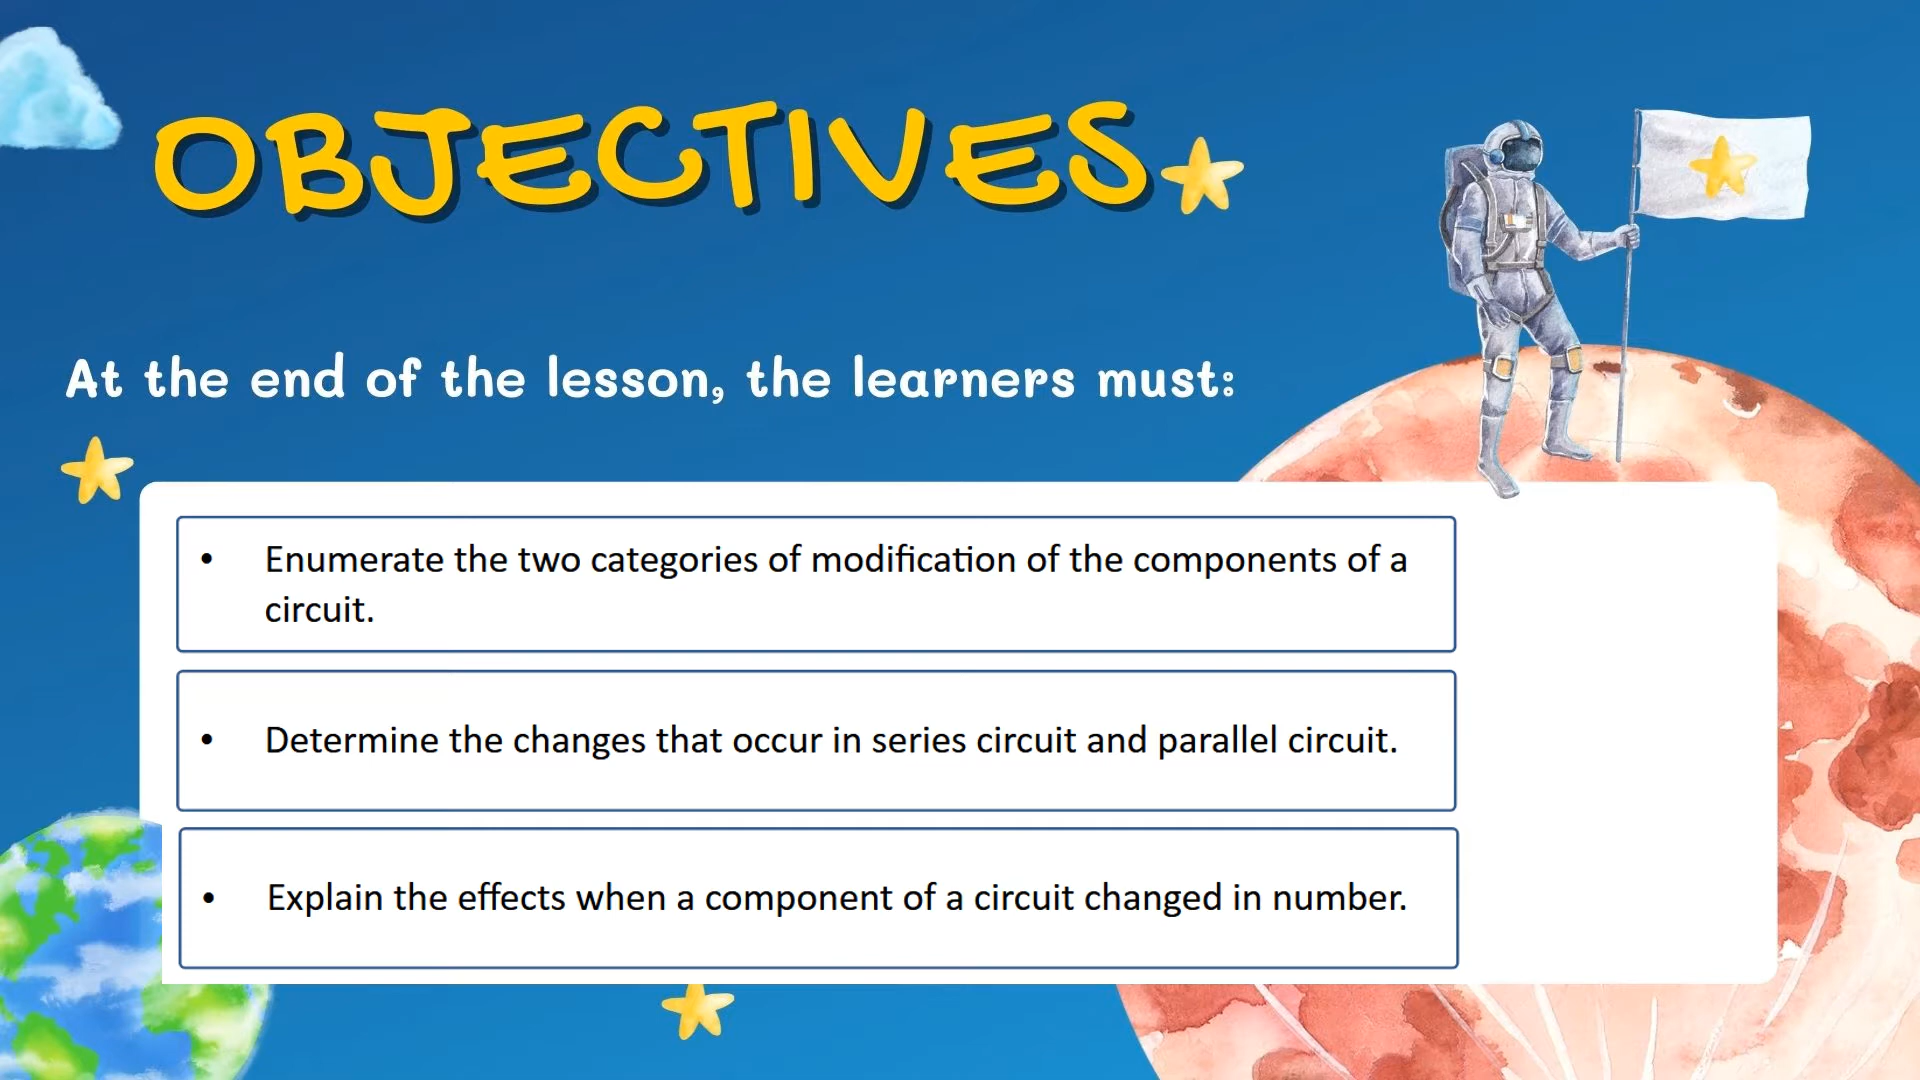 OBJECTIVES
At the end of the lesson, the learners must:
• Enumerate the two categories of modification of the components of a
circuit.
• Determine the changes that occur in series circuit and parallel circuit.
• Explain the effects when a component of a circuit changed in number.